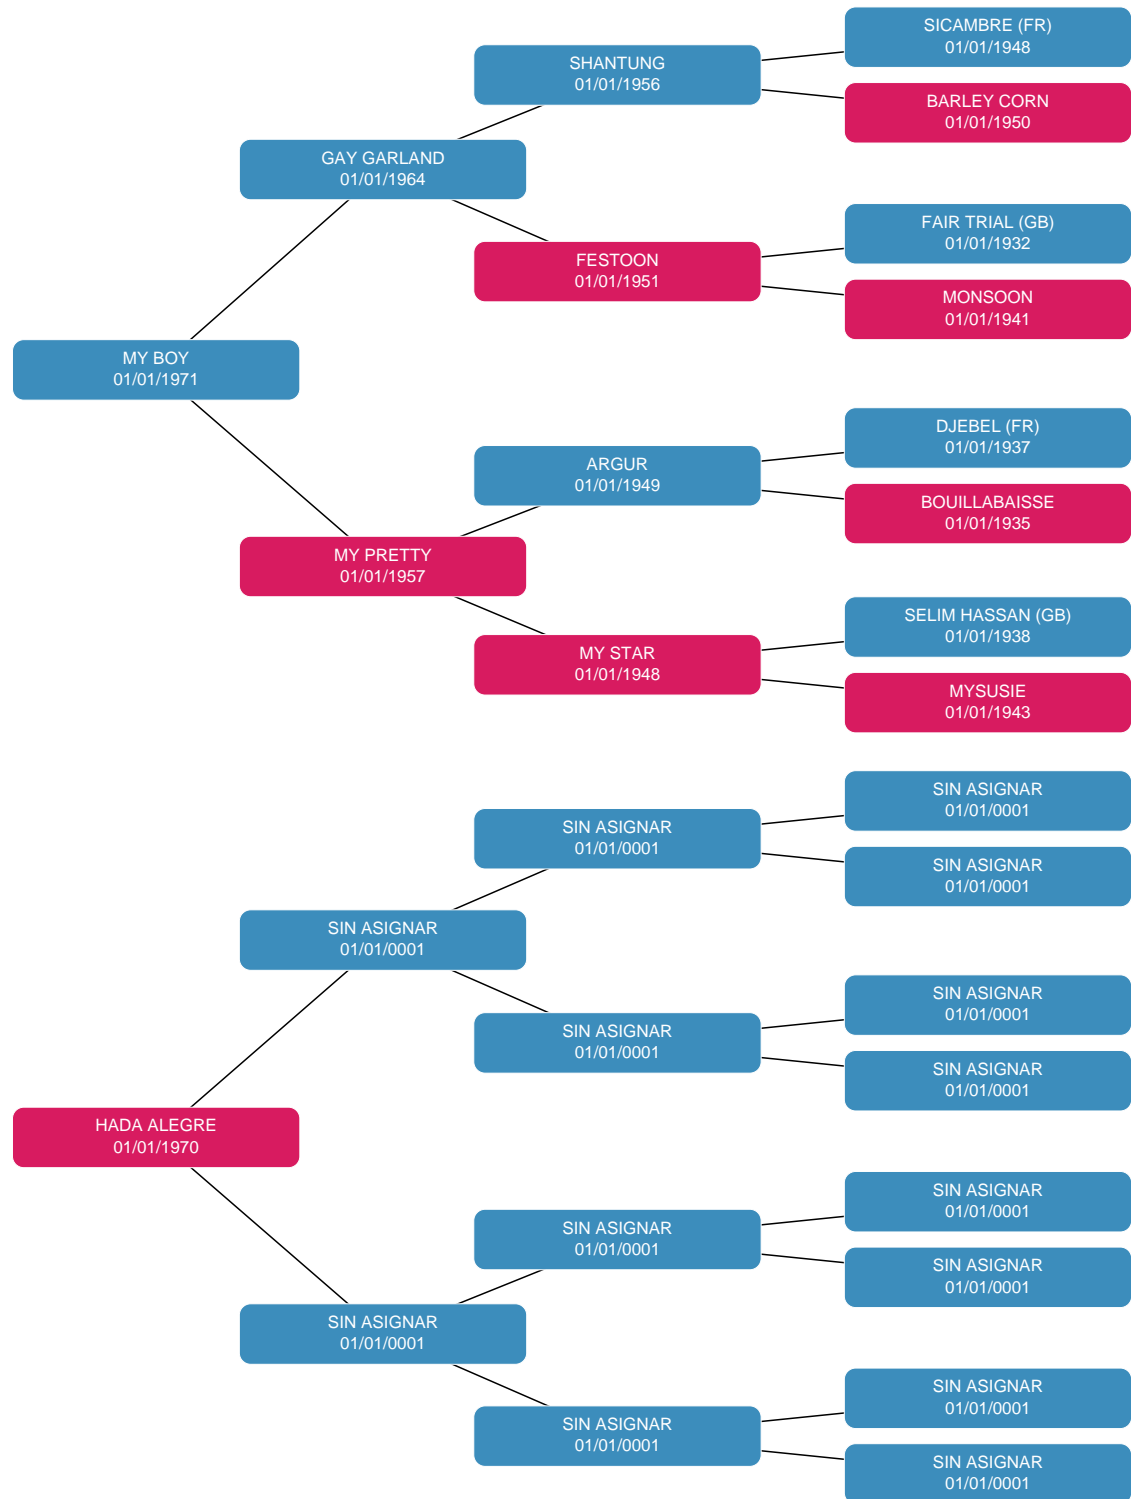 SICAMBRE (FR)
01/01/1948
SHANTUNG
01/01/1956
BARLEY CORN
01/01/1950
GAY GARLAND
01/01/1964
FAIR TRIAL (GB)
01/01/1932
FESTOON
01/01/1951
MONSOON
01/01/1941
MY BOY
01/01/1971
DJEBEL (FR)
01/01/1937
ARGUR
01/01/1949
BOUILLABAISSE
01/01/1935
MY PRETTY
01/01/1957
SELIM HASSAN (GB)
01/01/1938
MY STAR
01/01/1948
MYSUSIE
01/01/1943
SIN ASIGNAR
01/01/0001
SIN ASIGNAR
01/01/0001
SIN ASIGNAR
01/01/0001
SIN ASIGNAR
01/01/0001
SIN ASIGNAR
01/01/0001
SIN ASIGNAR
01/01/0001
SIN ASIGNAR
01/01/0001
HADA ALEGRE
01/01/1970
SIN ASIGNAR
01/01/0001
SIN ASIGNAR
01/01/0001
SIN ASIGNAR
01/01/0001
SIN ASIGNAR
01/01/0001
SIN ASIGNAR
01/01/0001
SIN ASIGNAR
01/01/0001
SIN ASIGNAR
01/01/0001